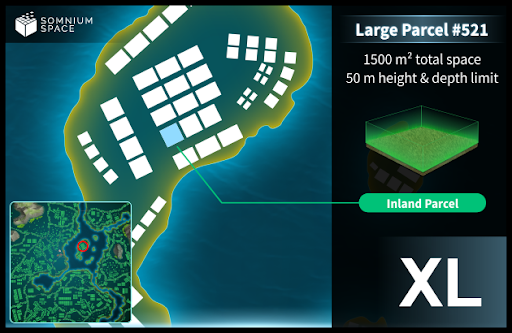 SOMNIUM
SPACE
Large Parcel #521
1500 m² total space
50 m height & depth limit
Inland Parcel
XL